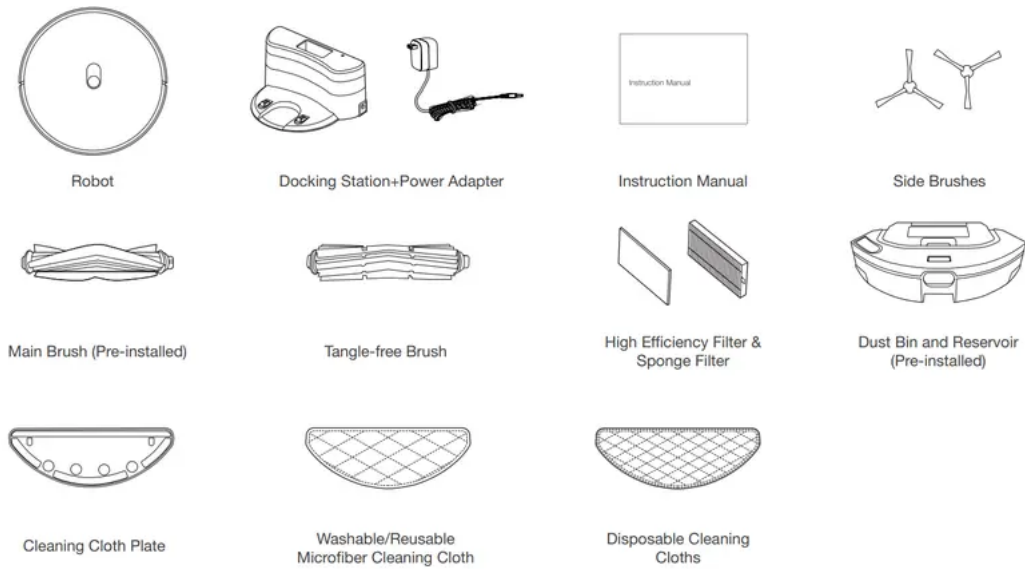 Instruction Manual
Robot
Docking Station+Power Adapter
Instruction Manual
Side Brushes
Main Brush (Pre-installed)
Tangle-free Brush
High Efficiency Filter &
Sponge Filter
Dust Bin and Reservoir
(Pre-installed)
Cleaning Cloth Plate
Washable/Reusable
Microfiber Cleaning Cloth
Disposable Cleaning
Cloths